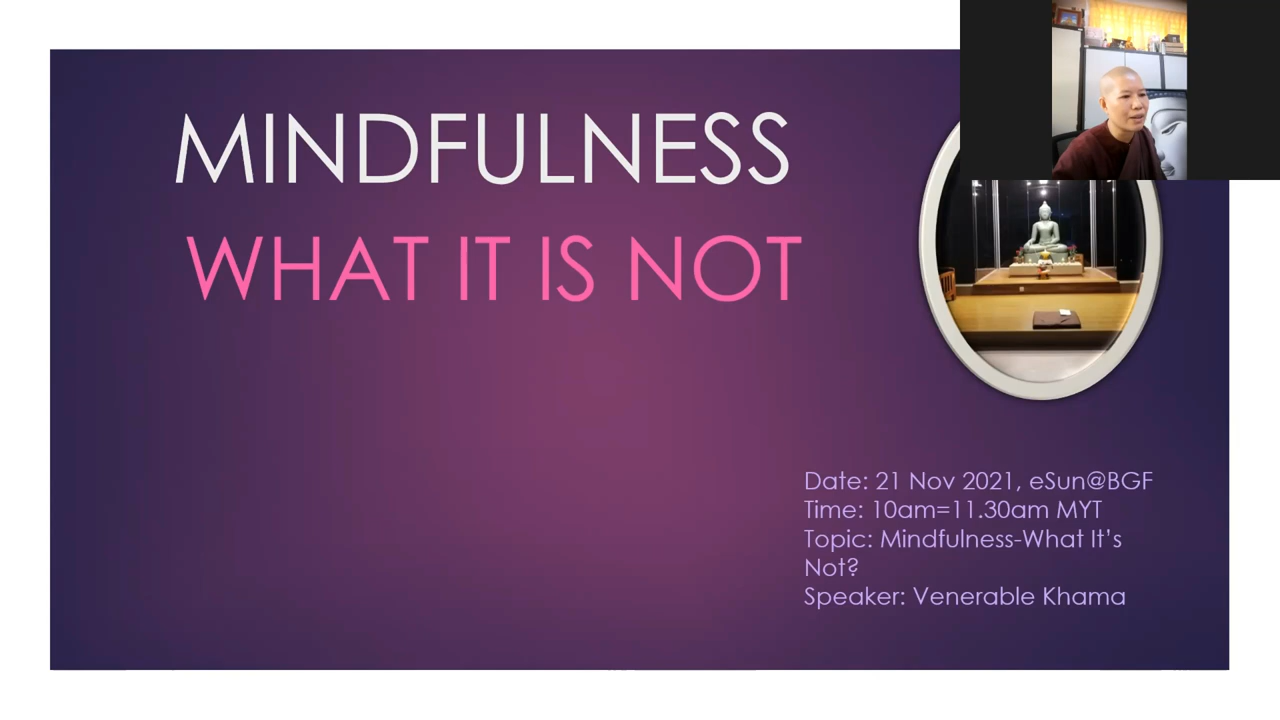 MINDFULNESS
WHAT IT IS NOT
Date: 21 Nov 2021, eSun@BGF
Time: 10am=11.30am MYT
Topic: Mindfulness-What It's
Not?
Speaker: Venerable Khama